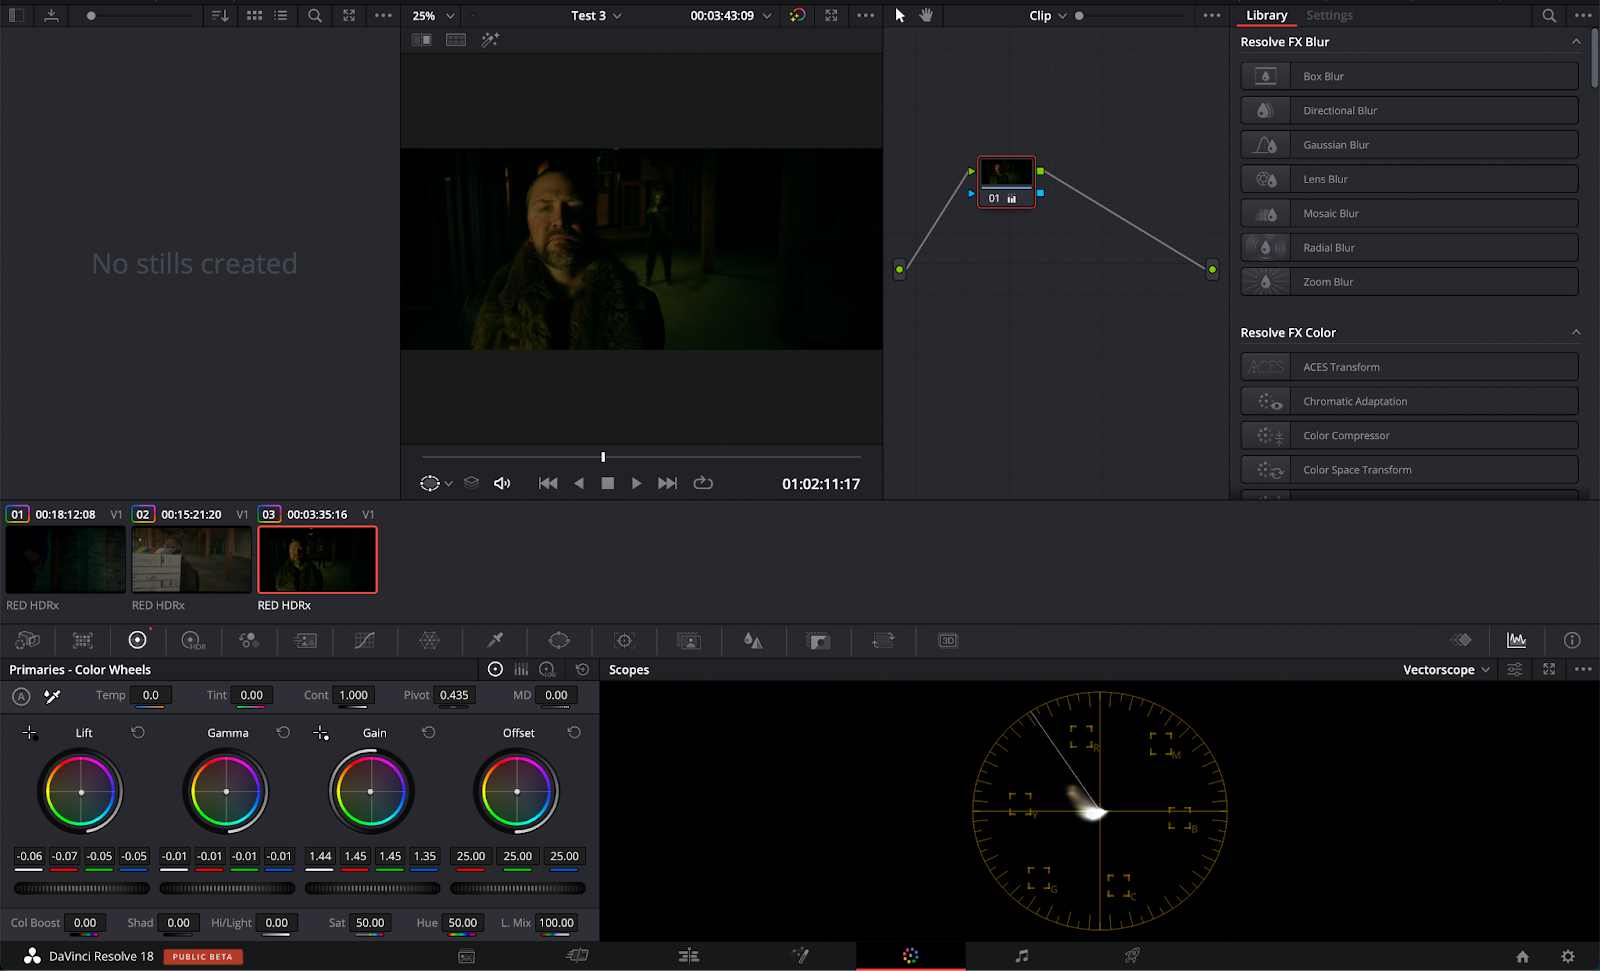 25%
Test 3
00:03:43:09
Clip
Library
Settings
Resolve FX Blur
Box Blur
Directional Blur
Gaussian Blur
Lens Blur
Mosaic Blur
Radial Blur
Zoom Blur
Resolve FX Color
ACES
ACES Transform
Chromatic Adaptation
Color Compressor
Color Space Transform
No stills created
01
01:02:11:17
01 00:18:12:08 V1
02 00:15:21:20 V1
03 00:03:35:16 V1
RED HDRx
RED HDRx
RED HDRx
HDR
3D
Primaries - Color Wheels
LOG
Scopes
Vectorscope
A
Temp 0.0
Tint 0.00
Cont 1.000
Pivot 0.435
MD 0.00
Lift
Gamma
Gain
Offset
R
M
Y
B
G
C
-0.06 -0.07 -0.05 -0.05
-0.01 -0.01 -0.01 -0.01
1.44 1.45 1.45 1.35
25.00 25.00 25.00
Col Boost 0.00
Shad 0.00
Hi/Light 0.00
Sat 50.00
Hue 50.00
L. Mix 100.00
DaVinci Resolve 18
PUBLIC BETA